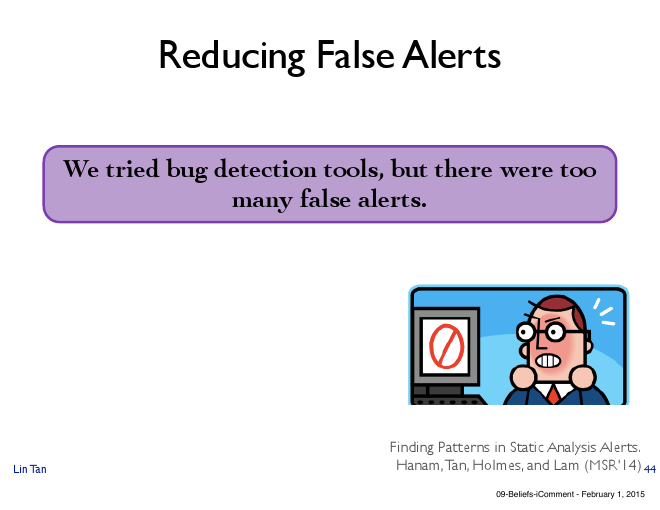 Reducing False Alerts
We tried bug detection tools, but there were too
many false alerts.
Finding Patterns in Static Analysis Alerts.
Hanam, Tan, Holmes, and Lam (MSR'14)
Lin Tan
44
09-Beliefs-iComment - February 1, 2015